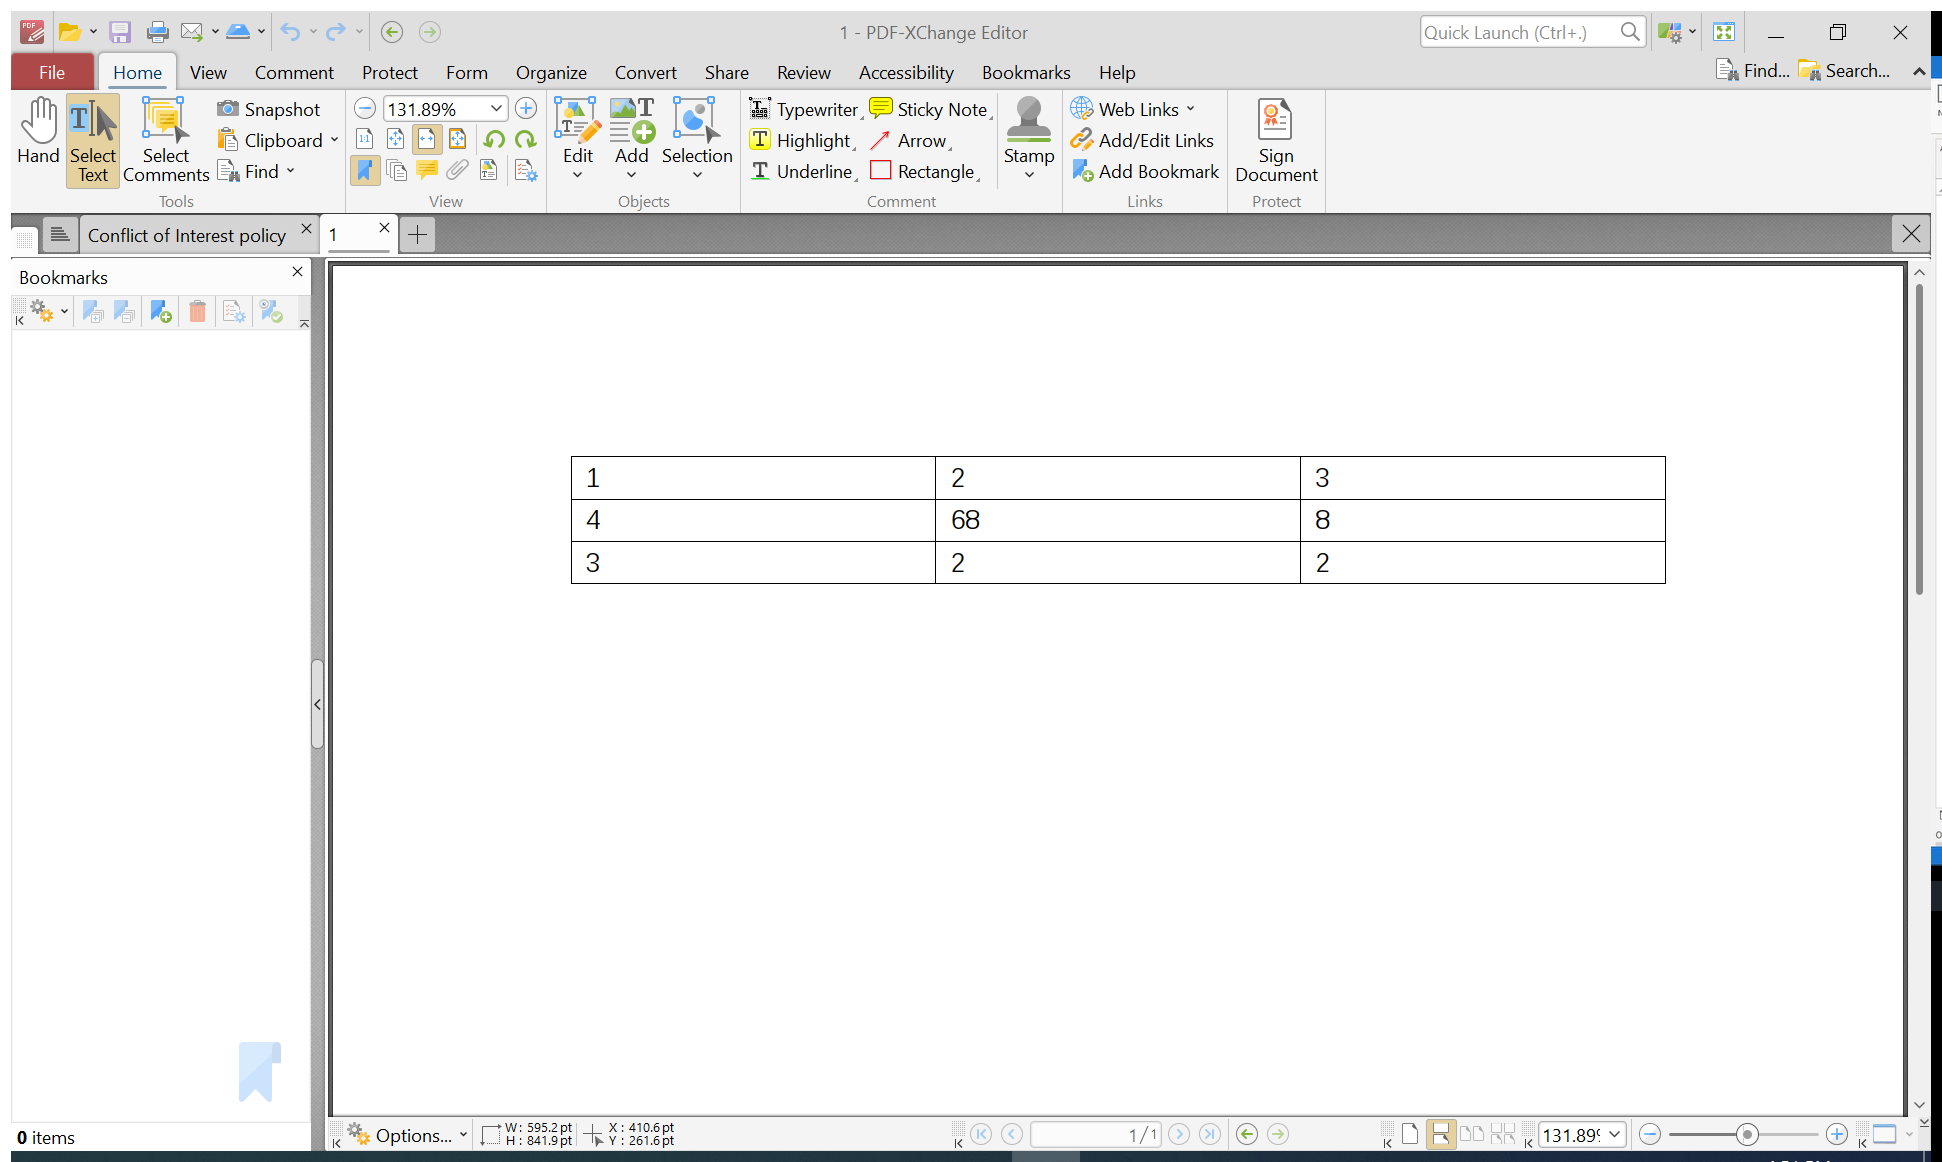 1 - PDF-XChange Editor
Quick Launch (Ctrl+.)
File Home View Comment Protect Form Organize Convert Share Review Accessibility Bookmarks Help Find... Search...
Hand
Select Text
Select Comments
Snapshot
Clipboard
Find
Tools
131.89%
View
Edit
Add
Selection
Objects
Typewriter Sticky Note
Highlight Arrow
Underline Rectangle
Comment
Stamp
Web Links
Add/Edit Links
Add Bookmark
Links
Sign Document
Protect
Conflict of Interest policy 1
Bookmarks
1 2 3
4 68 8
3 2 2
0 items
Options...
W: 595.2 pt
H: 841.9 pt
X: 410.6 pt
Y: 261.6 pt
1/1
131.89%